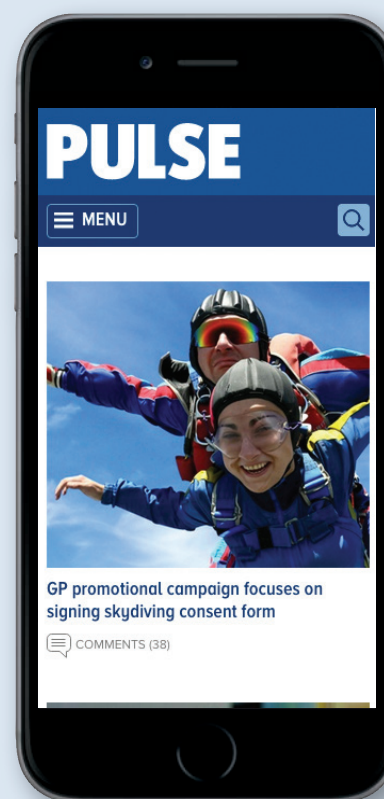 PULSE
MENU
GP promotional campaign focuses on
signing skydiving consent form
COMMENTS (38)